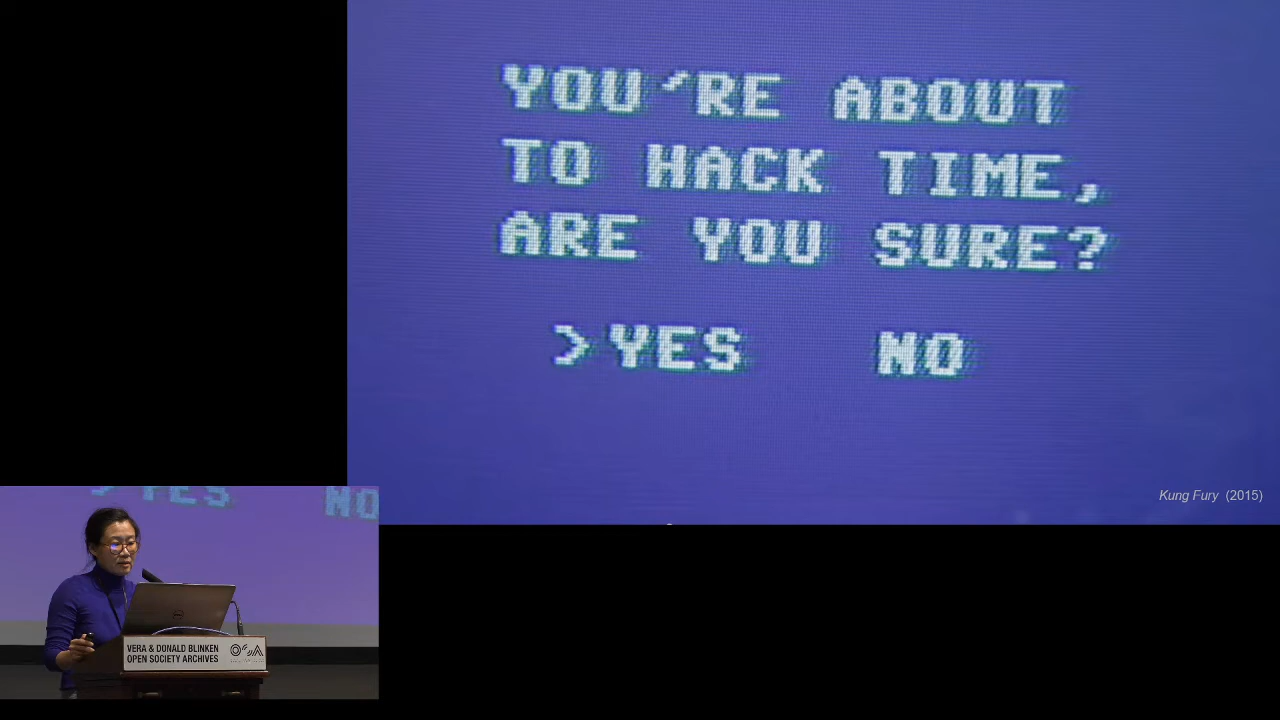 YOU'RE ABOUT
TO HACK TIME,
ARE YOU SURE?
>YES NO
Kung Fury (2015)
>YES NO
VERA & DONALD BLINKEN
OPEN SOCIETY ARCHIVES
OSA